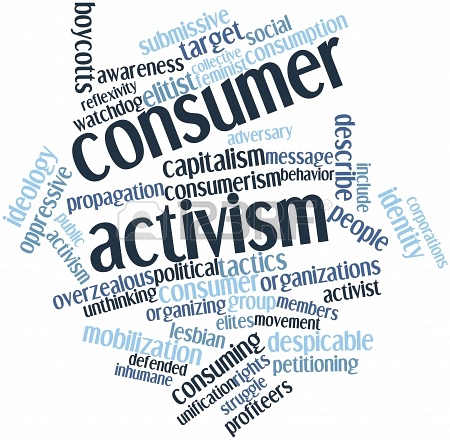 boycotts
submissive
target
social
awareness
collective
consumption
reflexivity
elitist
feminist
watchdog
consumer
adversary
capitalism
message
describe
include
ideology
oppressive
propagation
consumerism
behavior
people
identity
corporations
public
activism
activism
overzealous
political
tactics
unthinking
consumer
organizations
organizing
group
members
activist
mobilization
lesbian
elites
movement
despicable
defended
consuming
petitioning
inhumane
unification
rights
struggle
profiteers
123RF